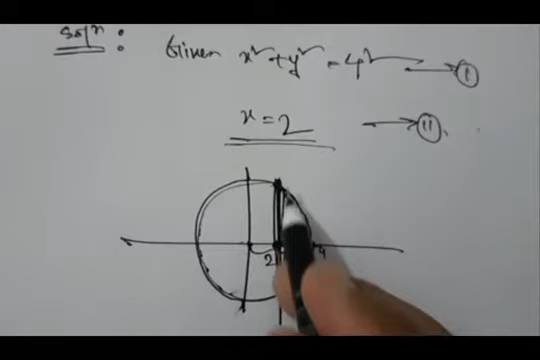 Solⁿ :
Given x² + y² = 4² → (I)
x = 2 → (II)
2 4